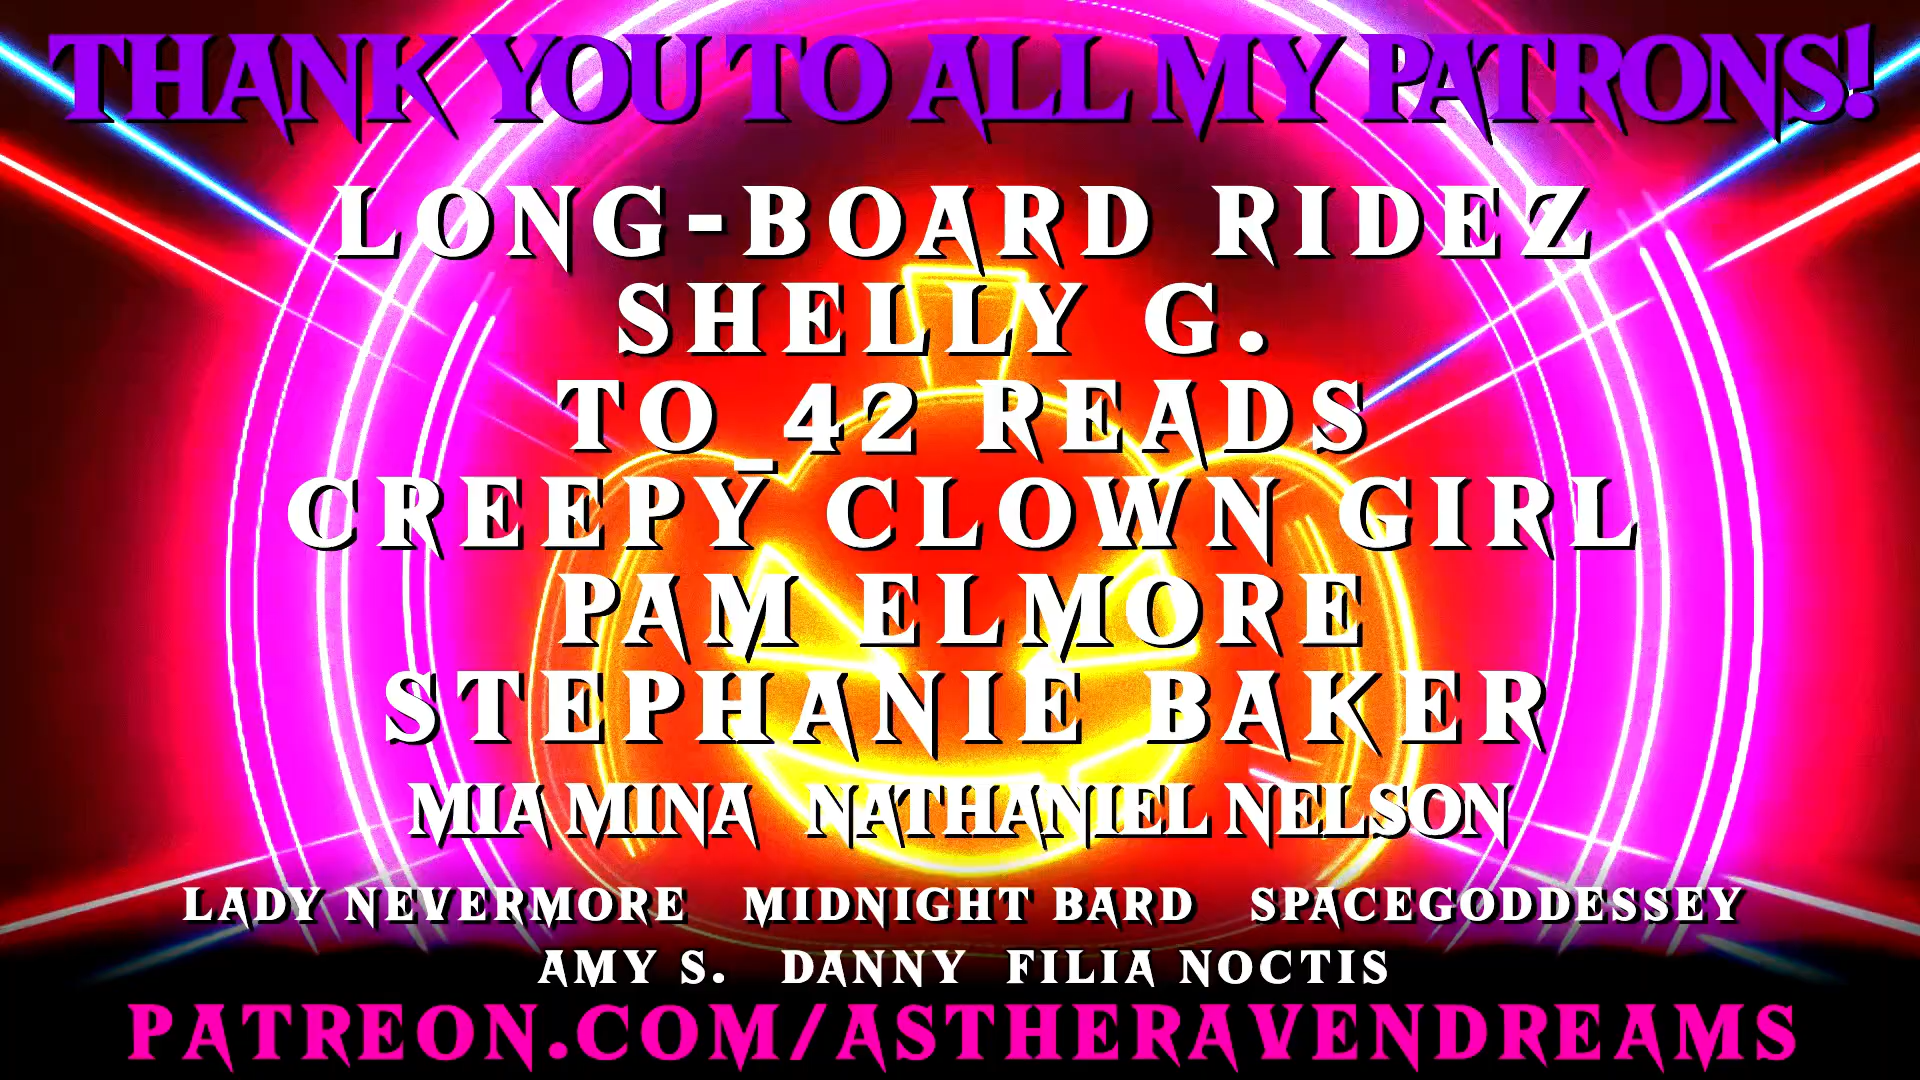 THANK YOU TO ALL MY PATRONS!
LONG-BOARD RIDEZ
SHELLY G.
TO_42 READS
CREEPY CLOWN GIRL
PAM ELMORE
STEPHANIE BAKER
MIA MINA NATHANIEL NELSON
LADY NEVERMORE MIDNIGHT BARD SPACEGODDESSEY
AMY S. DANNY FILIA NOCTIS
PATREON.COM/ASTHERAVENDREAMS